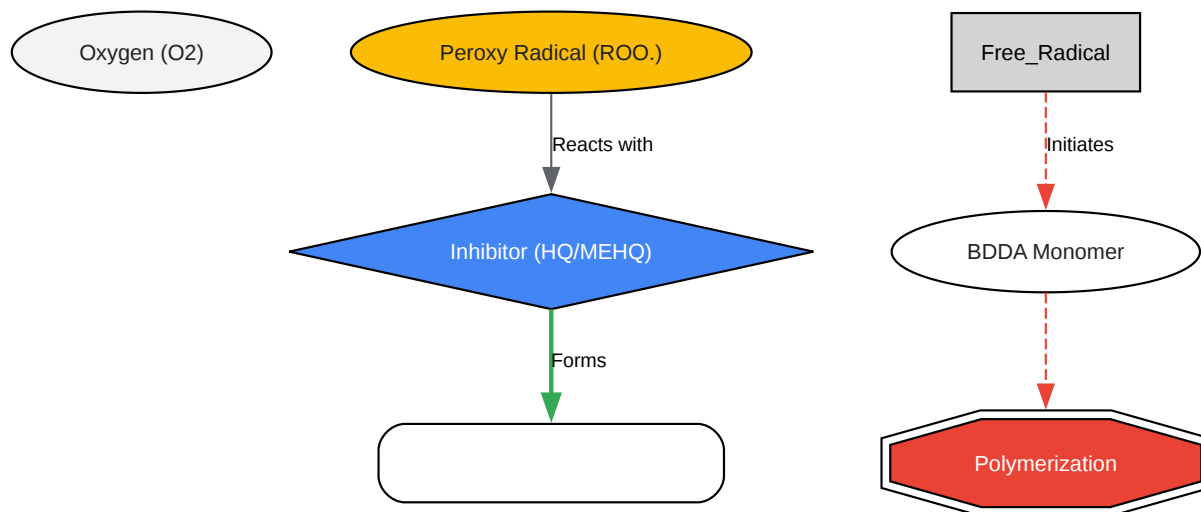 Oxygen (O2)
Peroxy Radical (ROO.)
Free_Radical
Reacts with
Initiates
Inhibitor (HQ/MEHQ)
BDDA Monomer
Forms
Polymerization